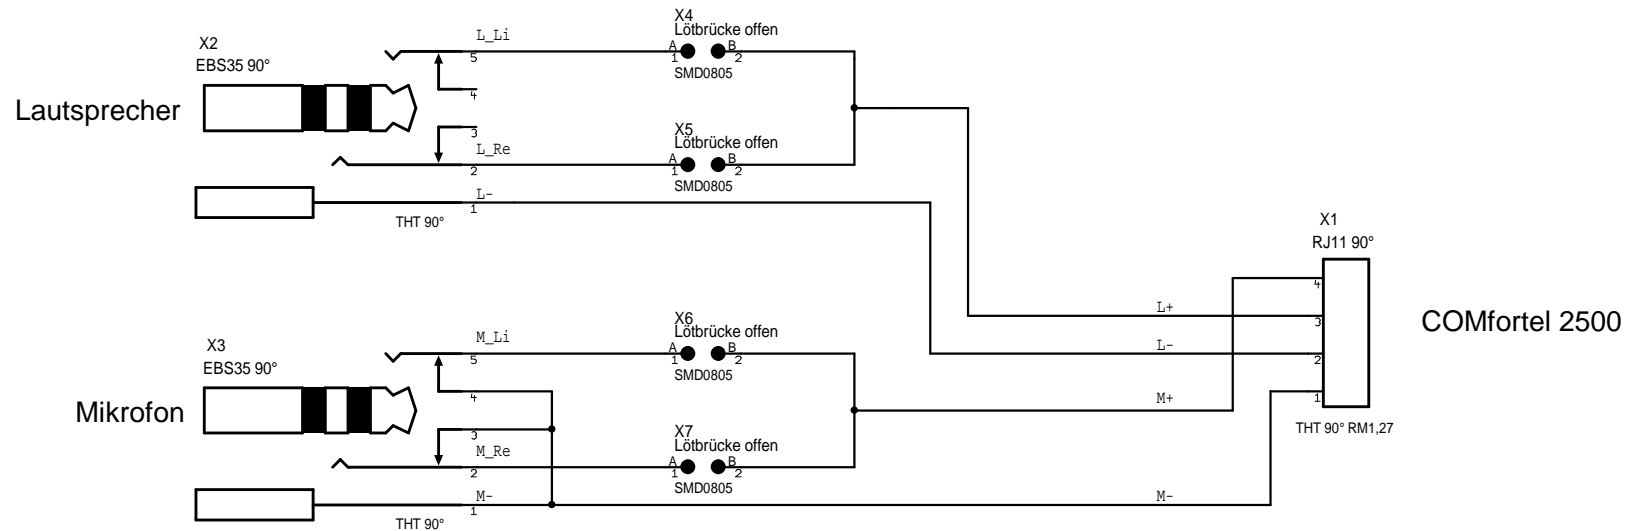 X2
EBS35 90°
Lautsprecher
L_Li
5
4
3
L_Re
2
L-
1
THT 90°
X4
Lötbrücke offen
A
1
B
2
SMD0805
X5
Lötbrücke offen
A
1
B
2
SMD0805
X3
EBS35 90°
Mikrofon
M_Li
5
4
3
M_Re
2
M-
1
THT 90°
X6
Lötbrücke offen
A
1
B
2
SMD0805
X7
Lötbrücke offen
A
1
B
2
SMD0805
L+
L-
M+
M-
X1
RJ11 90°
4
3
2
1
THT 90° RM1,27
COMfortel 2500